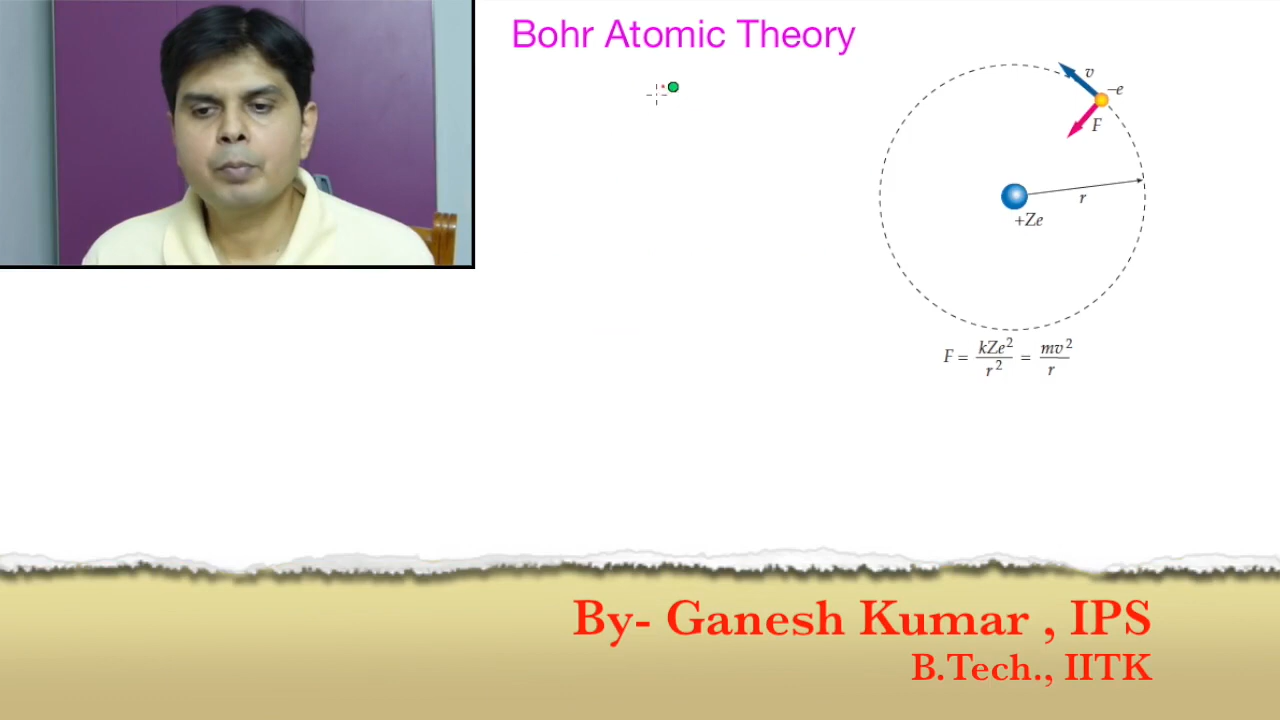 Bohr Atomic Theory
v
−e
F
r
+Ze
F = kZe²/r² = mv²/r
By- Ganesh Kumar , IPS
B.Tech., IITK